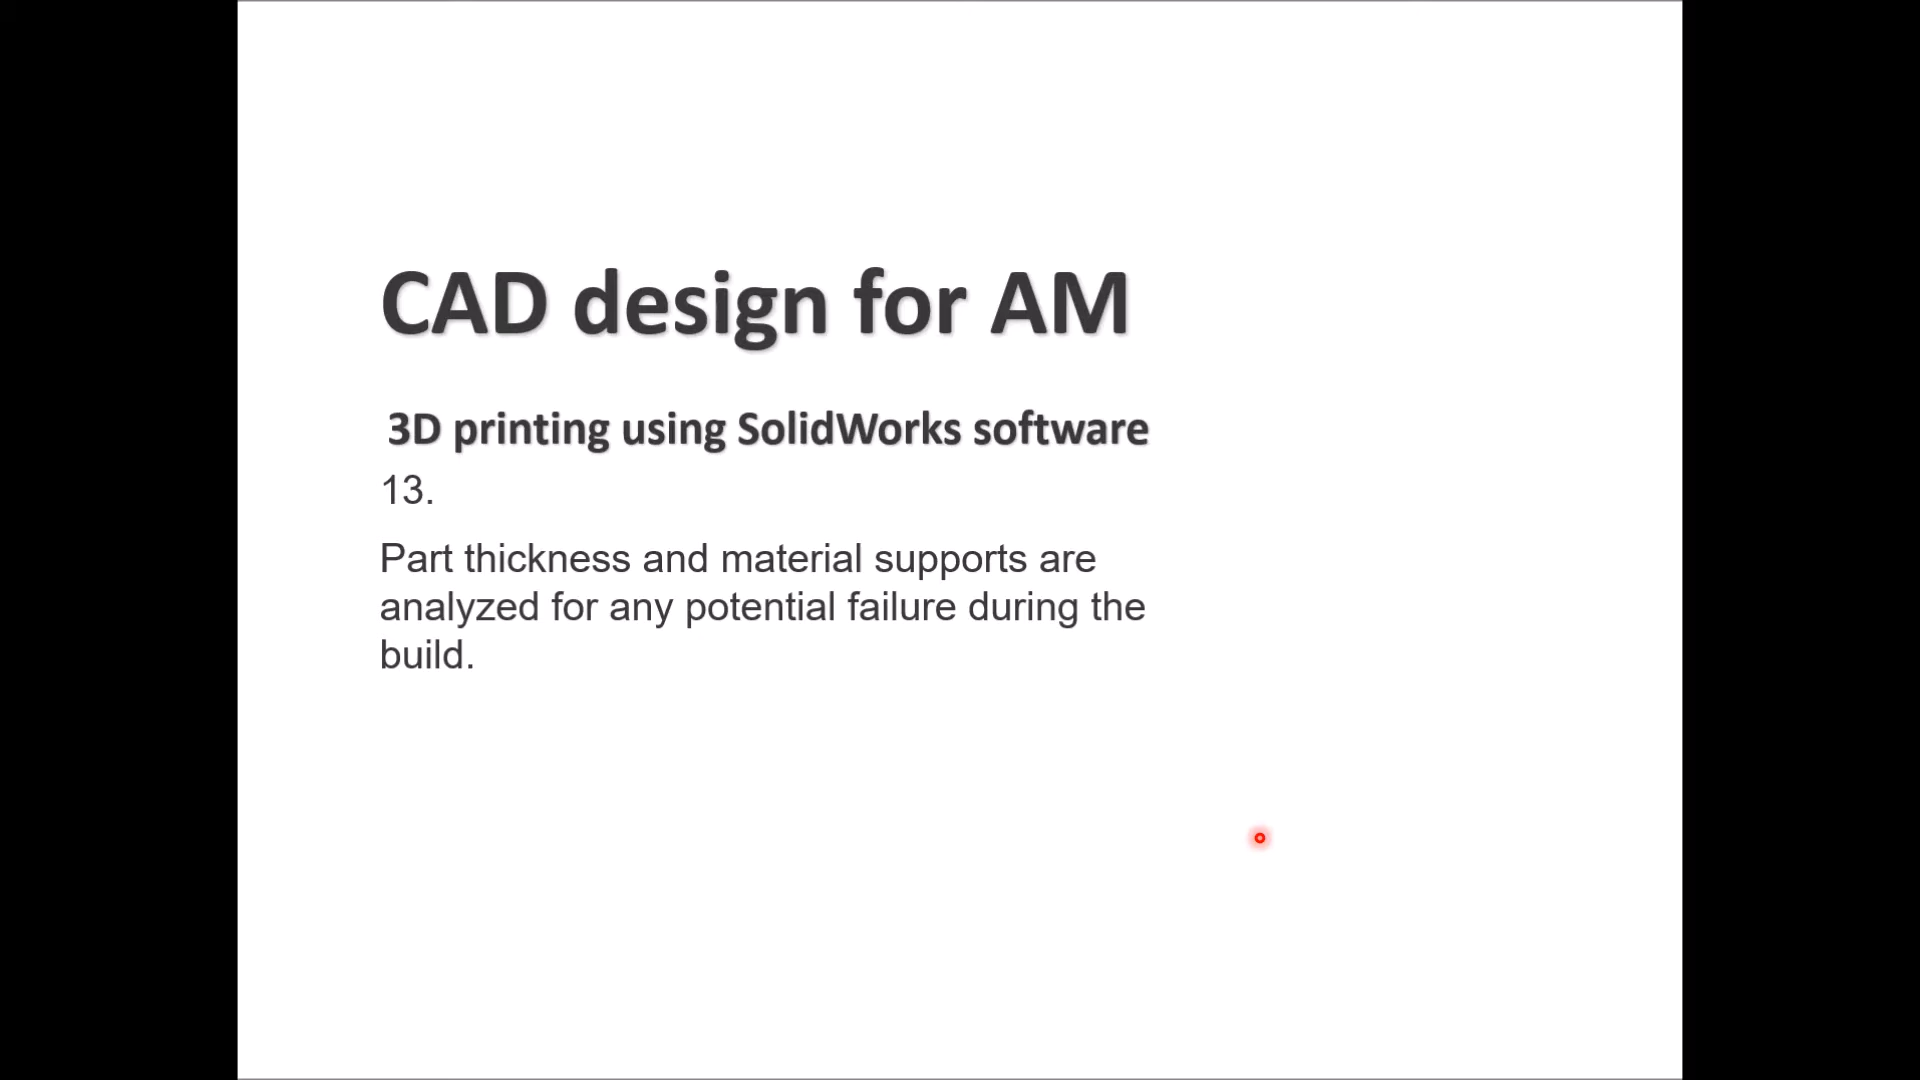 CAD design for AM
3D printing using SolidWorks software
13.
Part thickness and material supports are
analyzed for any potential failure during the
build.